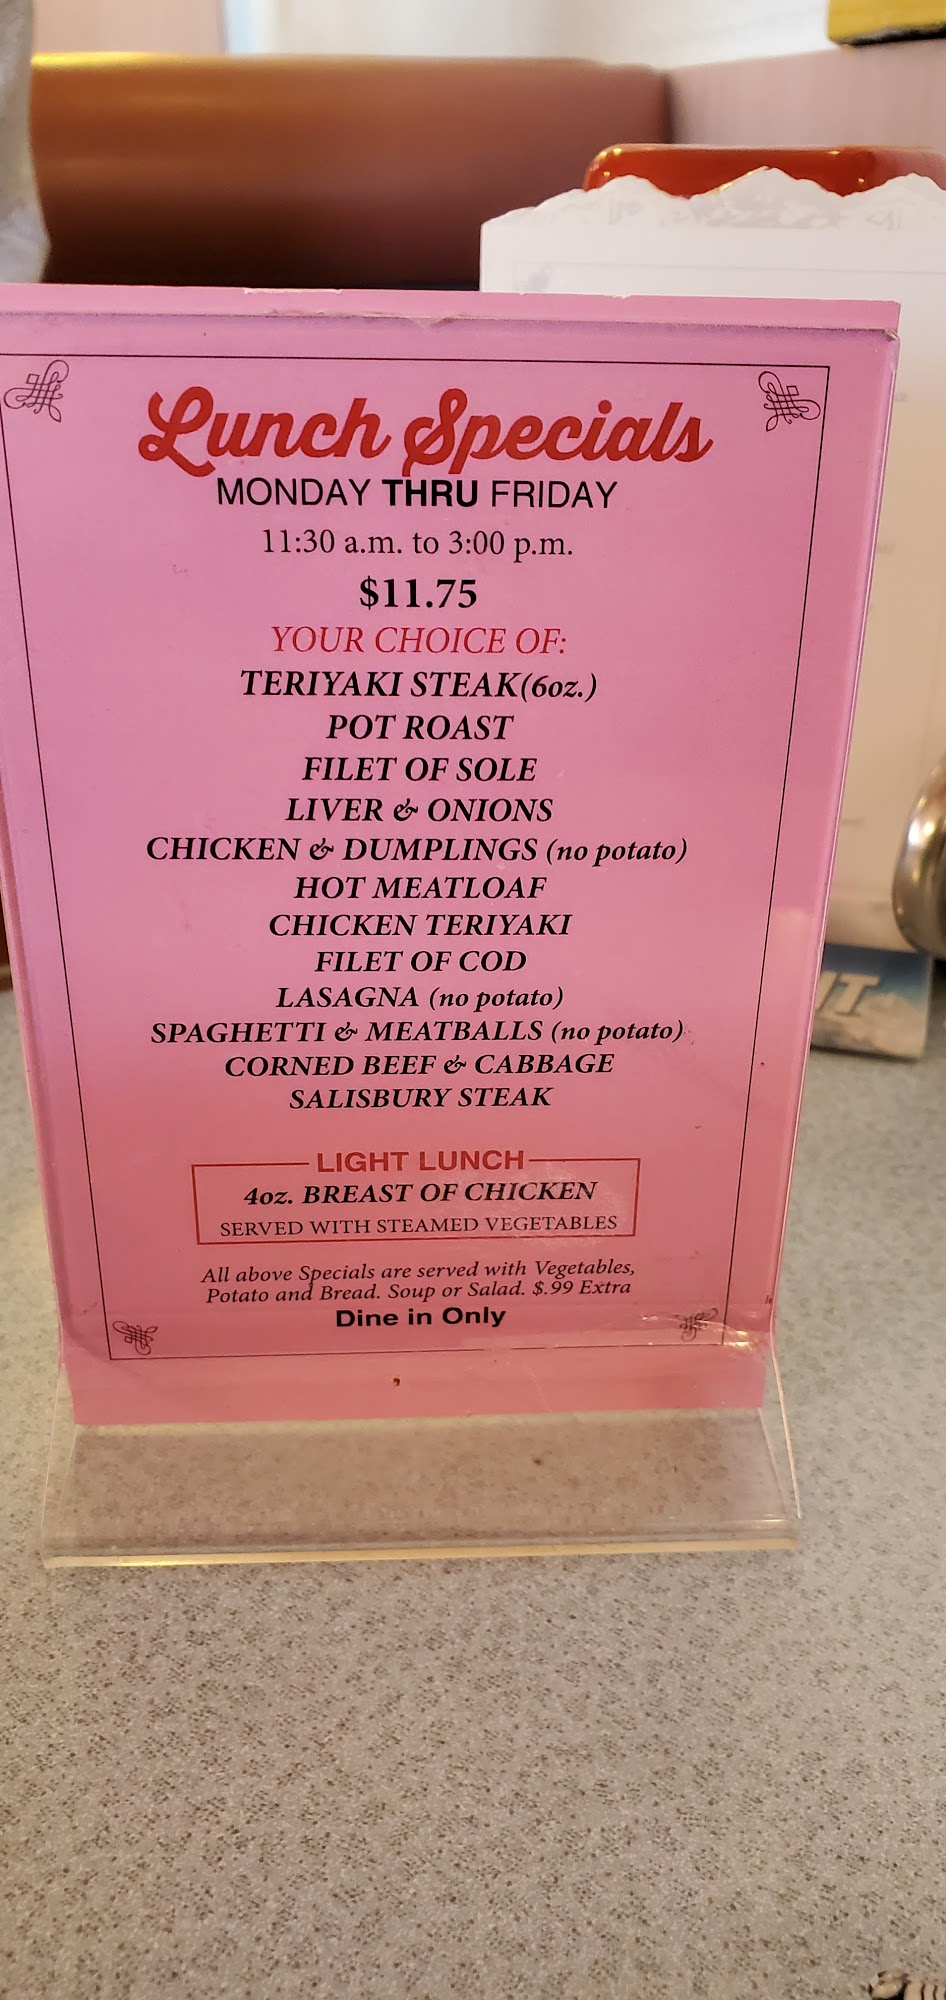 Lunch Specials
MONDAY THRU FRIDAY
11:30 a.m. to 3:00 p.m.
$11.75
YOUR CHOICE OF:
TERIYAKI STEAK(6oz.)
POT ROAST
FILET OF SOLE
LIVER & ONIONS
CHICKEN & DUMPLINGS (no potato)
HOT MEATLOAF
CHICKEN TERIYAKI
FILET OF COD
LASAGNA (no potato)
SPAGHETTI & MEATBALLS (no potato)
CORNED BEEF & CABBAGE
SALISBURY STEAK
LIGHT LUNCH
4oz. BREAST OF CHICKEN
SERVED WITH STEAMED VEGETABLES
All above Specials are served with Vegetables,
Potato and Bread. Soup or Salad. $.99 Extra
Dine in Only